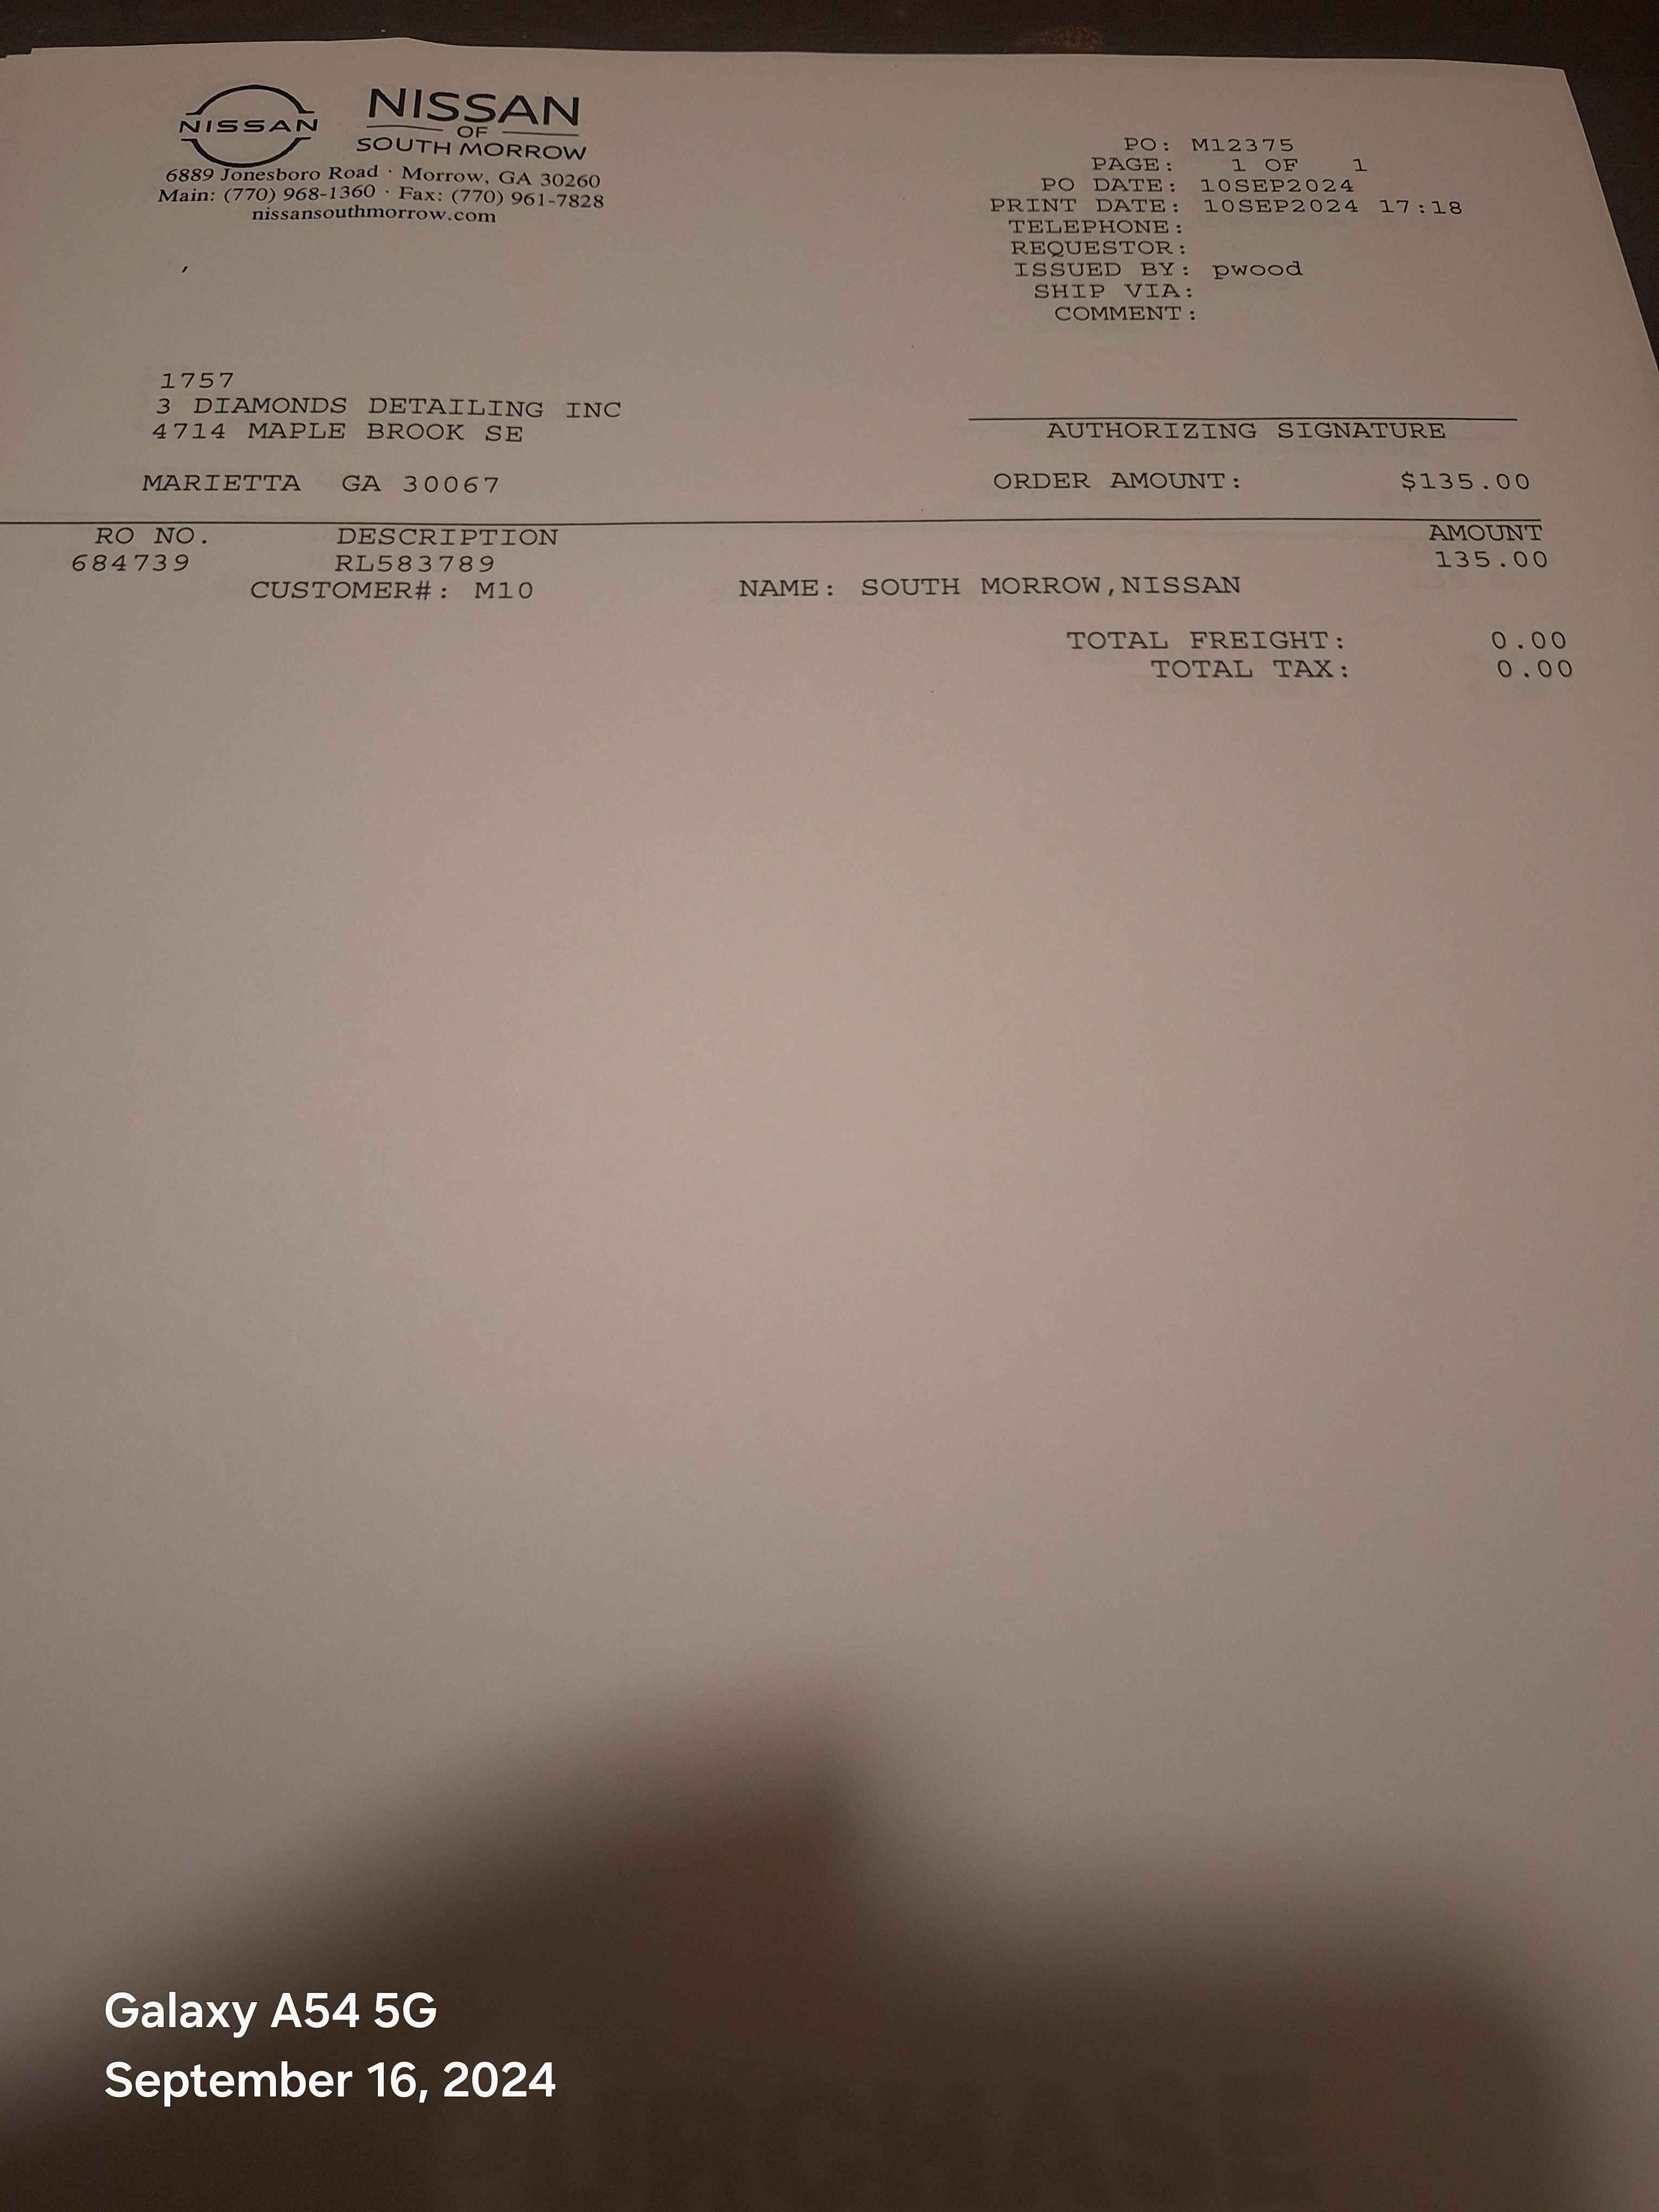 NISSAN
NISSAN
OF
SOUTH MORROW
6889 Jonesboro Road · Morrow, GA 30260
Main: (770) 968-1360 · Fax: (770) 961-7828
nissansouthmorrow.com
PO: M12375
PAGE: 1 OF 1
PO DATE: 10SEP2024
PRINT DATE: 10SEP2024 17:18
TELEPHONE:
REQUESTOR:
ISSUED BY: pwood
SHIP VIA:
COMMENT:
1757
3 DIAMONDS DETAILING INC
4714 MAPLE BROOK SE
MARIETTA GA 30067
AUTHORIZING SIGNATURE
ORDER AMOUNT: $135.00
RO NO. DESCRIPTION AMOUNT
684739 RL583789 135.00
CUSTOMER#: M10 NAME: SOUTH MORROW,NISSAN
TOTAL FREIGHT: 0.00
TOTAL TAX: 0.00
Galaxy A54 5G
September 16, 2024